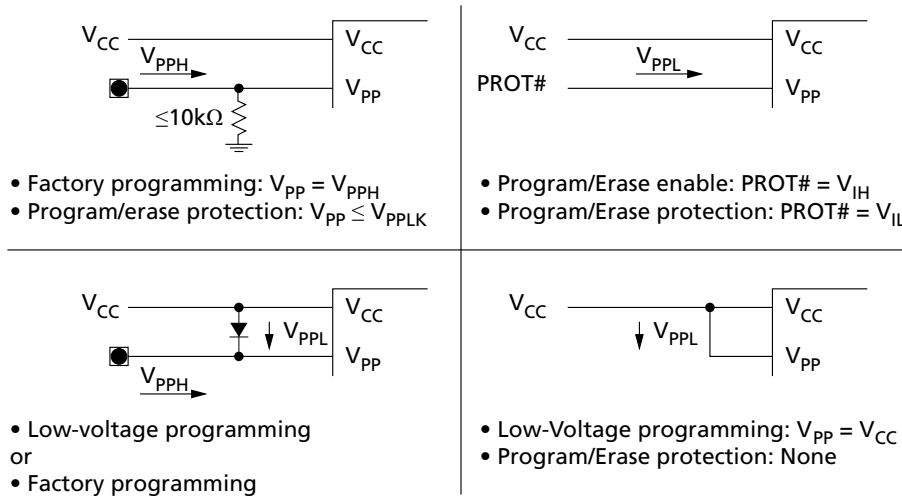 V_CC V_CC
V_PPH
V_PP
≤10kΩ
• Factory programming: V_PP = V_PPH
• Program/erase protection: V_PP ≤ V_PPLK
V_CC V_CC
V_PPL
PROT# V_PP
• Program/Erase enable: PROT# = V_IH
• Program/Erase protection: PROT# = V_IL
V_CC V_CC
V_PPL
V_PP
V_PPH
• Low-voltage programming
or
• Factory programming
V_CC V_CC
V_PPL
V_PP
• Low-Voltage programming: V_PP = V_CC
• Program/Erase protection: None